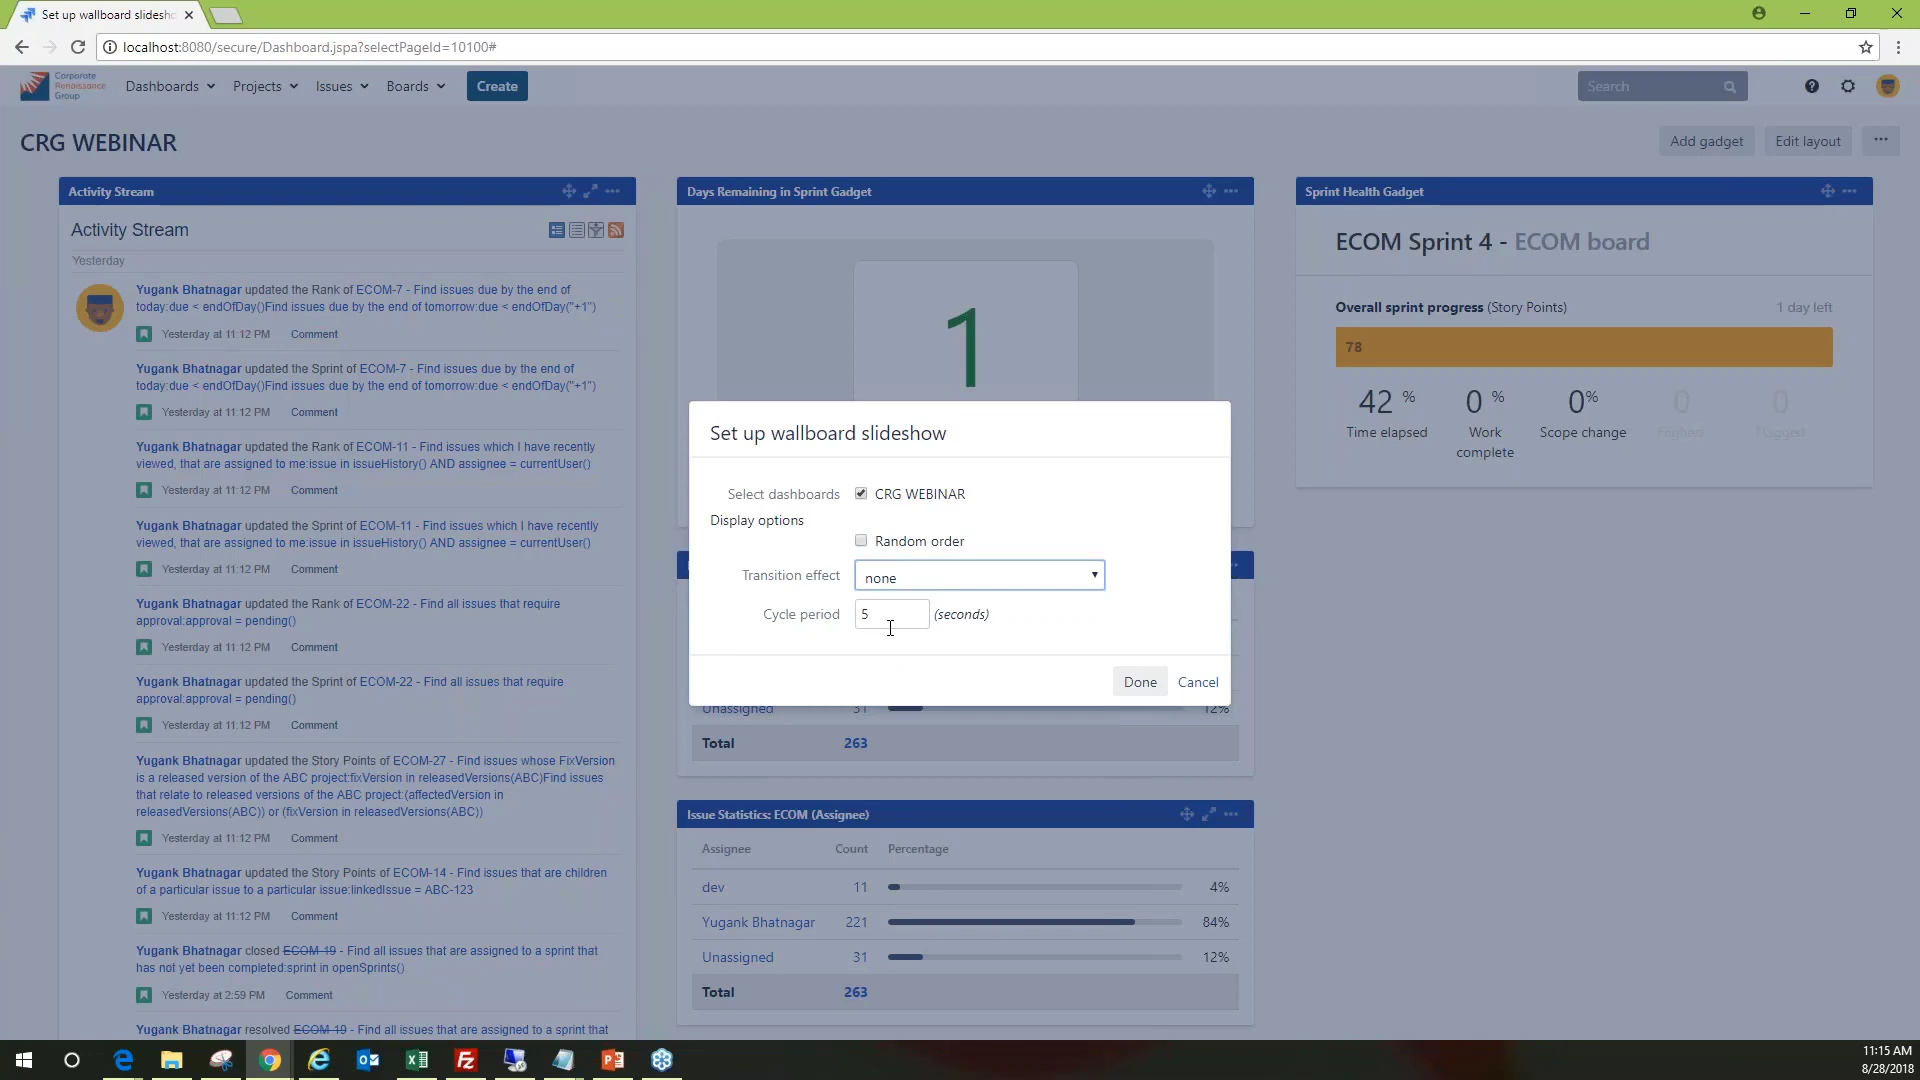 Set up wallboard slidesho
localhost:8080/secure/Dashboard.jspa?selectPageId=10100#
Corporate
Renaissance
Group
Dashboards
Projects
Issues
Boards
Create
Search
CRG WEBINAR
Add gadget
Edit layout
Activity Stream
Activity Stream
Yesterday
Yugank Bhatnagar updated the Rank of ECOM-7 - Find issues due by the end of
today:due < endOfDay()Find issues due by the end of tomorrow:due < endOfDay("+1")
Yesterday at 11:12 PM Comment
Yugank Bhatnagar updated the Sprint of ECOM-7 - Find issues due by the end of
today:due < endOfDay()Find issues due by the end of tomorrow:due < endOfDay("+1")
Yesterday at 11:12 PM Comment
Yugank Bhatnagar updated the Rank of ECOM-11 - Find issues which I have recently
viewed, that are assigned to me:issue in issueHistory() AND assignee = currentUser()
Yesterday at 11:12 PM Comment
Yugank Bhatnagar updated the Sprint of ECOM-11 - Find issues which I have recently
viewed, that are assigned to me:issue in issueHistory() AND assignee = currentUser()
Yesterday at 11:12 PM Comment
Yugank Bhatnagar updated the Rank of ECOM-22 - Find all issues that require
approval:approval = pending()
Yesterday at 11:12 PM Comment
Yugank Bhatnagar updated the Sprint of ECOM-22 - Find all issues that require
approval:approval = pending()
Yesterday at 11:12 PM Comment
Yugank Bhatnagar updated the Story Points of ECOM-27 - Find issues whose FixVersion
is a released version of the ABC project:fixVersion in releasedVersions(ABC)Find issues
that relate to released versions of the ABC project:(affectedVersion in
releasedVersions(ABC)) or (fixVersion in releasedVersions(ABC))
Yesterday at 11:12 PM Comment
Yugank Bhatnagar updated the Story Points of ECOM-14 - Find issues that are children
of a particular issue to a particular issue:linkedIssue = ABC-123
Yesterday at 11:12 PM Comment
Yugank Bhatnagar closed ECOM-19 - Find all issues that are assigned to a sprint that
has not yet been completed:sprint in openSprints()
Yesterday at 2:59 PM Comment
Yugank Bhatnagar resolved ECOM-19 - Find all issues that are assigned to a sprint that
Days Remaining in Sprint Gadget
1
Set up wallboard slideshow
Select dashboards CRG WEBINAR
Display options
Random order
Transition effect none
Cycle period 5 (seconds)
Done Cancel
Unassigned 31 12%
Total 263
Issue Statistics: ECOM (Assignee)
Assignee Count Percentage
dev 11 4%
Yugank Bhatnagar 221 84%
Unassigned 31 12%
Total 263
Sprint Health Gadget
ECOM Sprint 4 - ECOM board
Overall sprint progress (Story Points) 1 day left
78
42 % 0 % 0% 0 0
Time elapsed Work Scope change
complete
11:15 AM
8/28/2018